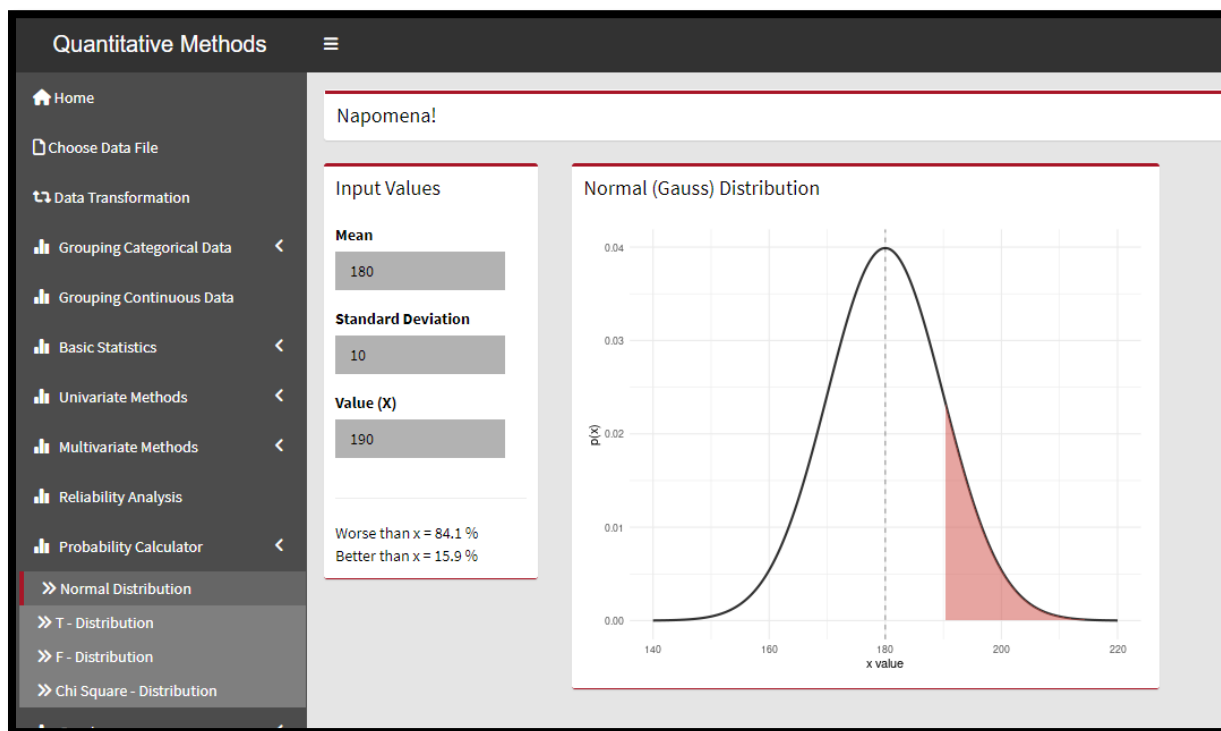 Quantitative Methods
Home
Choose Data File
Data Transformation
Grouping Categorical Data
Grouping Continuous Data
Basic Statistics
Univariate Methods
Multivariate Methods
Reliability Analysis
Probability Calculator
Normal Distribution
T - Distribution
F - Distribution
Chi Square - Distribution
Napomena!
Input Values
Mean
180
Standard Deviation
10
Value (X)
190
Worse than x = 84.1 %
Better than x = 15.9 %
Normal (Gauss) Distribution
0.04
0.03
0.02
0.01
0.00
p(x)
140 160 180 200 220
x value